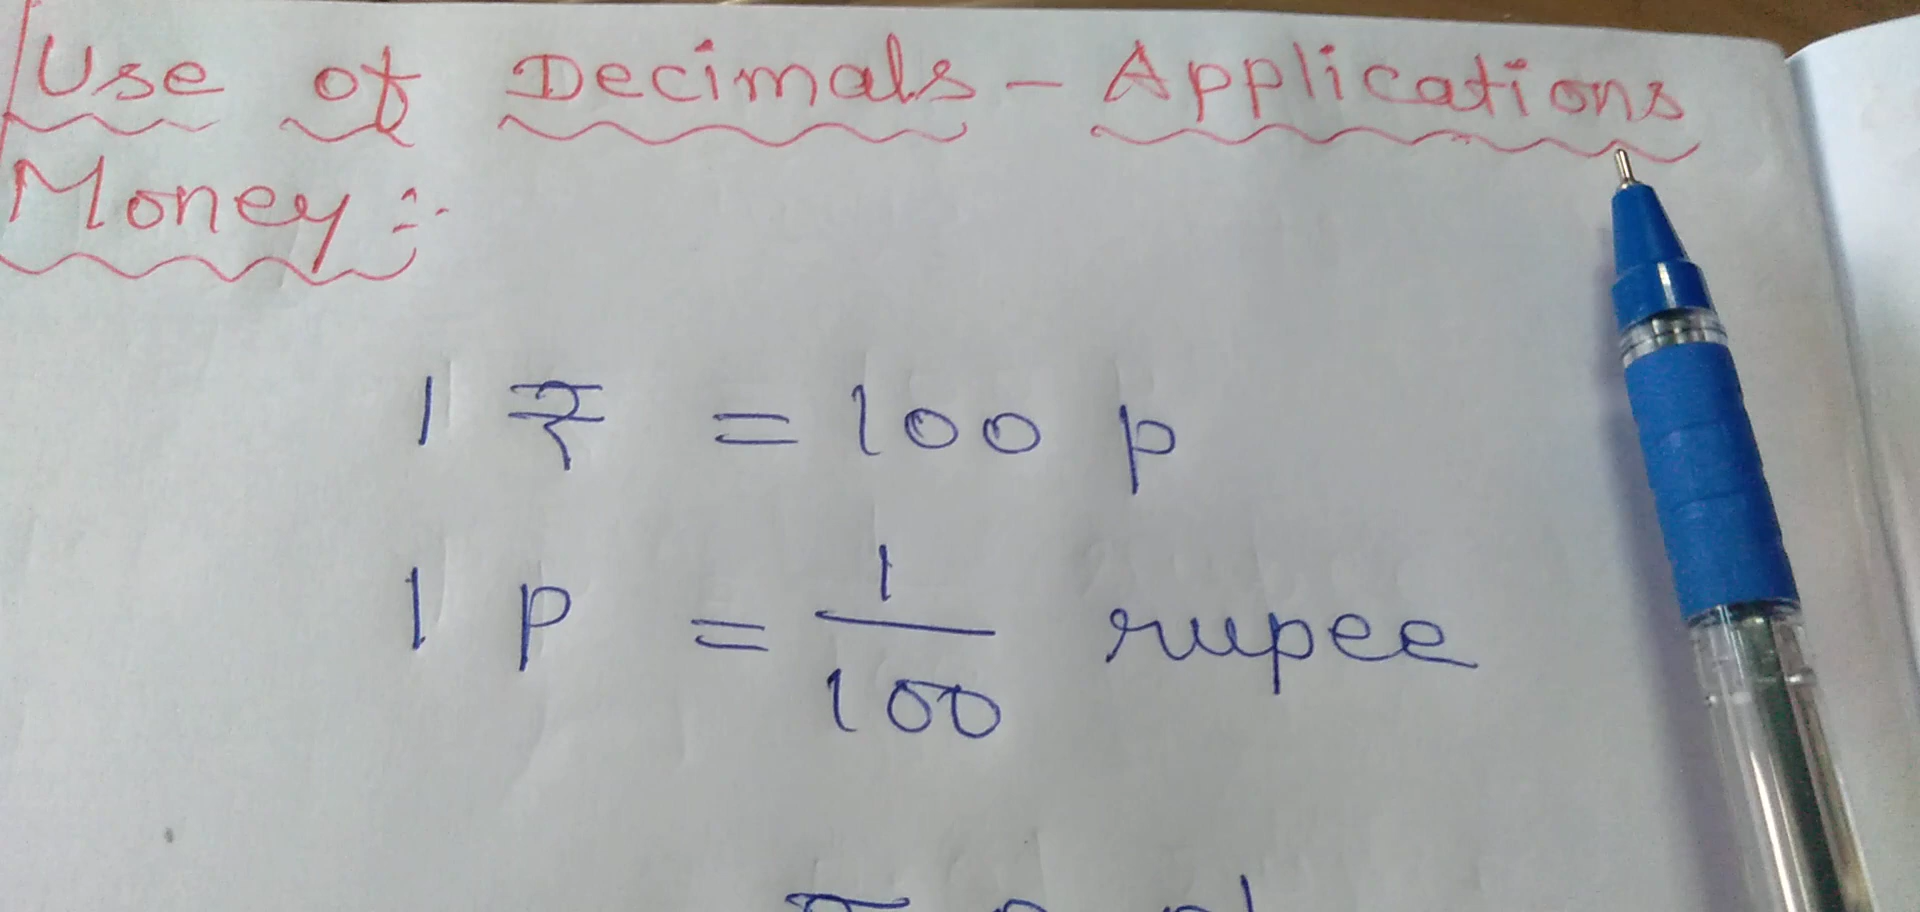 Use of Decimals - Applications
Money :-
1 ₹ = 100 p
1 p = 1/100 rupee